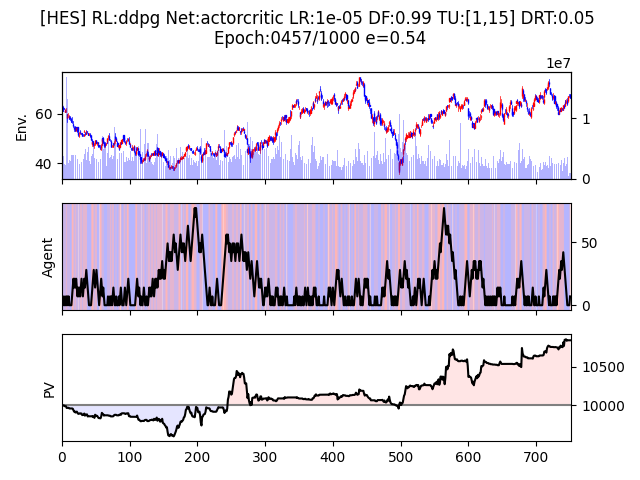 [HES] RL:ddpg Net:actorcritic LR:1e-05 DF:0.99 TU:[1,15] DRT:0.05
Epoch:0457/1000 e=0.54
1e7
Env.
60
40
1
0
Agent
50
0
PV
10500
10000
0 100 200 300 400 500 600 700